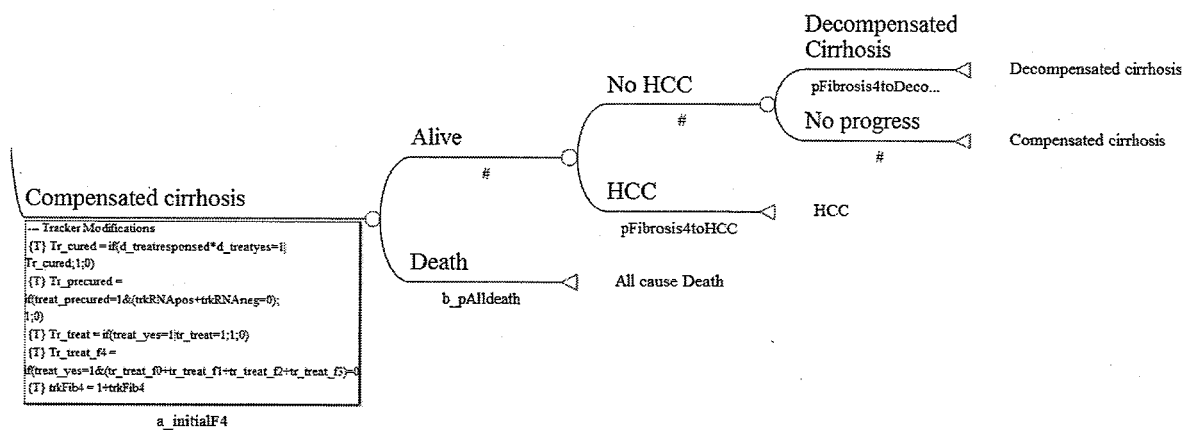 Decompensated
Cirrhosis
Decompensated cirrhosis
pFibrosis4toDeco...
No HCC
#
No progress
Compensated cirrhosis
#
Alive
#
HCC
HCC
pFibrosis4toHCC
Compensated cirrhosis
--- Tracker Modifications
{T} Tr_cured = if(d_treatresponsed*d_treatyes=1|
Tr_cured;1;0)
{T} Tr_precured =
if(treat_precured=1&(trkRNApos+trkRNAneg=0);
1;0)
{T} Tr_treat = if(treat_yes=1|tr_treat=1;1;0)
{T} Tr_treat_f4 =
if(treat_yes=1&(tr_treat_f0+tr_treat_f1+tr_treat_f2+tr_treat_f3)=0
{T} trkFib4 = 1+trkFib4
a_initialF4
Death
All cause Death
b_pAlldeath